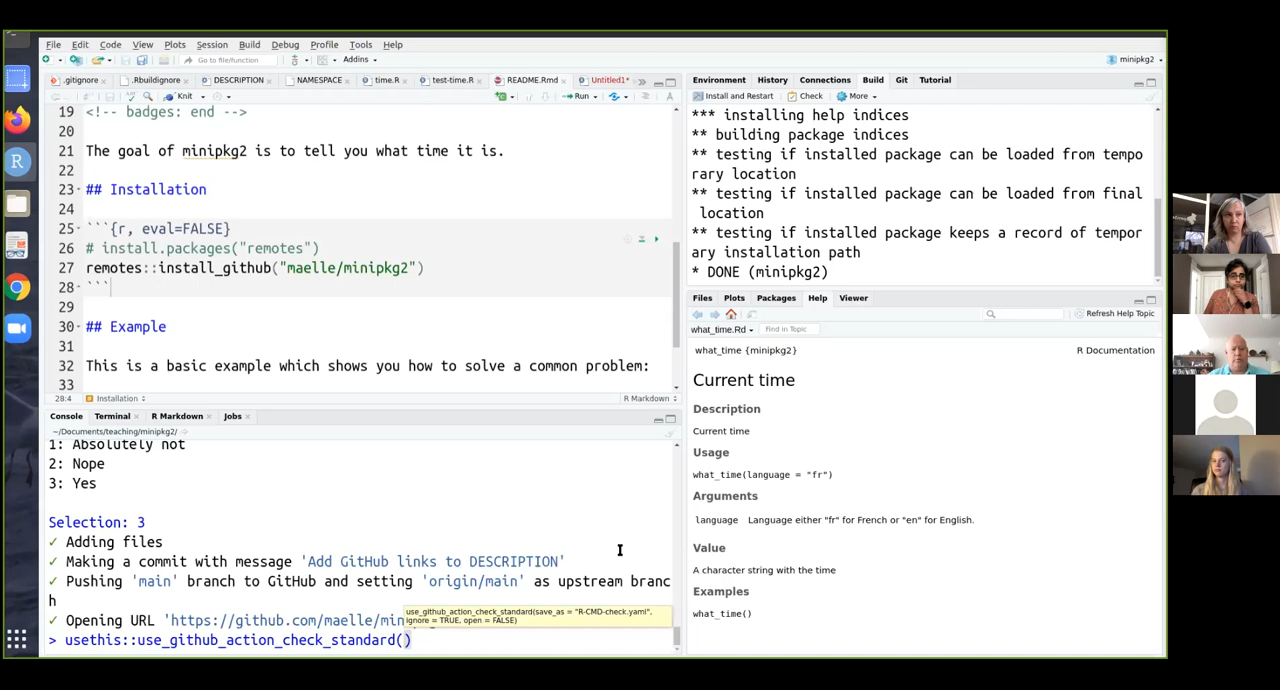 File Edit Code View Plots Session Build Debug Profile Tools Help
Go to file/function Addins minipkg2
.gitignore .Rbuildignore DESCRIPTION NAMESPACE time.R test-time.R README.Rmd Untitled1*
Knit Run
19 <!-- badges: end -->
20
21 The goal of minipkg2 is to tell you what time it is.
22
23 ## Installation
24
25 ```{r, eval=FALSE}
26 # install.packages("remotes")
27 remotes::install_github("maelle/minipkg2")
28 ```
29
30 ## Example
31
32 This is a basic example which shows you how to solve a common problem:
33
28:4 Installation R Markdown
Console Terminal R Markdown Jobs
~/Documents/teaching/minipkg2/
1: Absolutely not
2: Nope
3: Yes
Selection: 3
✓ Adding files
✓ Making a commit with message 'Add GitHub links to DESCRIPTION'
✓ Pushing 'main' branch to GitHub and setting 'origin/main' as upstream branc
h
✓ Opening URL 'https://github.com/maelle/min
use_github_action_check_standard(save_as = "R-CMD-check.yaml",
ignore = TRUE, open = FALSE)
> usethis::use_github_action_check_standard()
Environment History Connections Build Git Tutorial
Install and Restart Check More
*** installing help indices
** building package indices
** testing if installed package can be loaded from tempo
rary location
** testing if installed package can be loaded from final
location
** testing if installed package keeps a record of tempor
ary installation path
* DONE (minipkg2)
Files Plots Packages Help Viewer
Refresh Help Topic
what_time.Rd Find in Topic
what_time {minipkg2} R Documentation
Current time
Description
Current time
Usage
what_time(language = "fr")
Arguments
language Language either "fr" for French or "en" for English.
Value
A character string with the time
Examples
what_time()